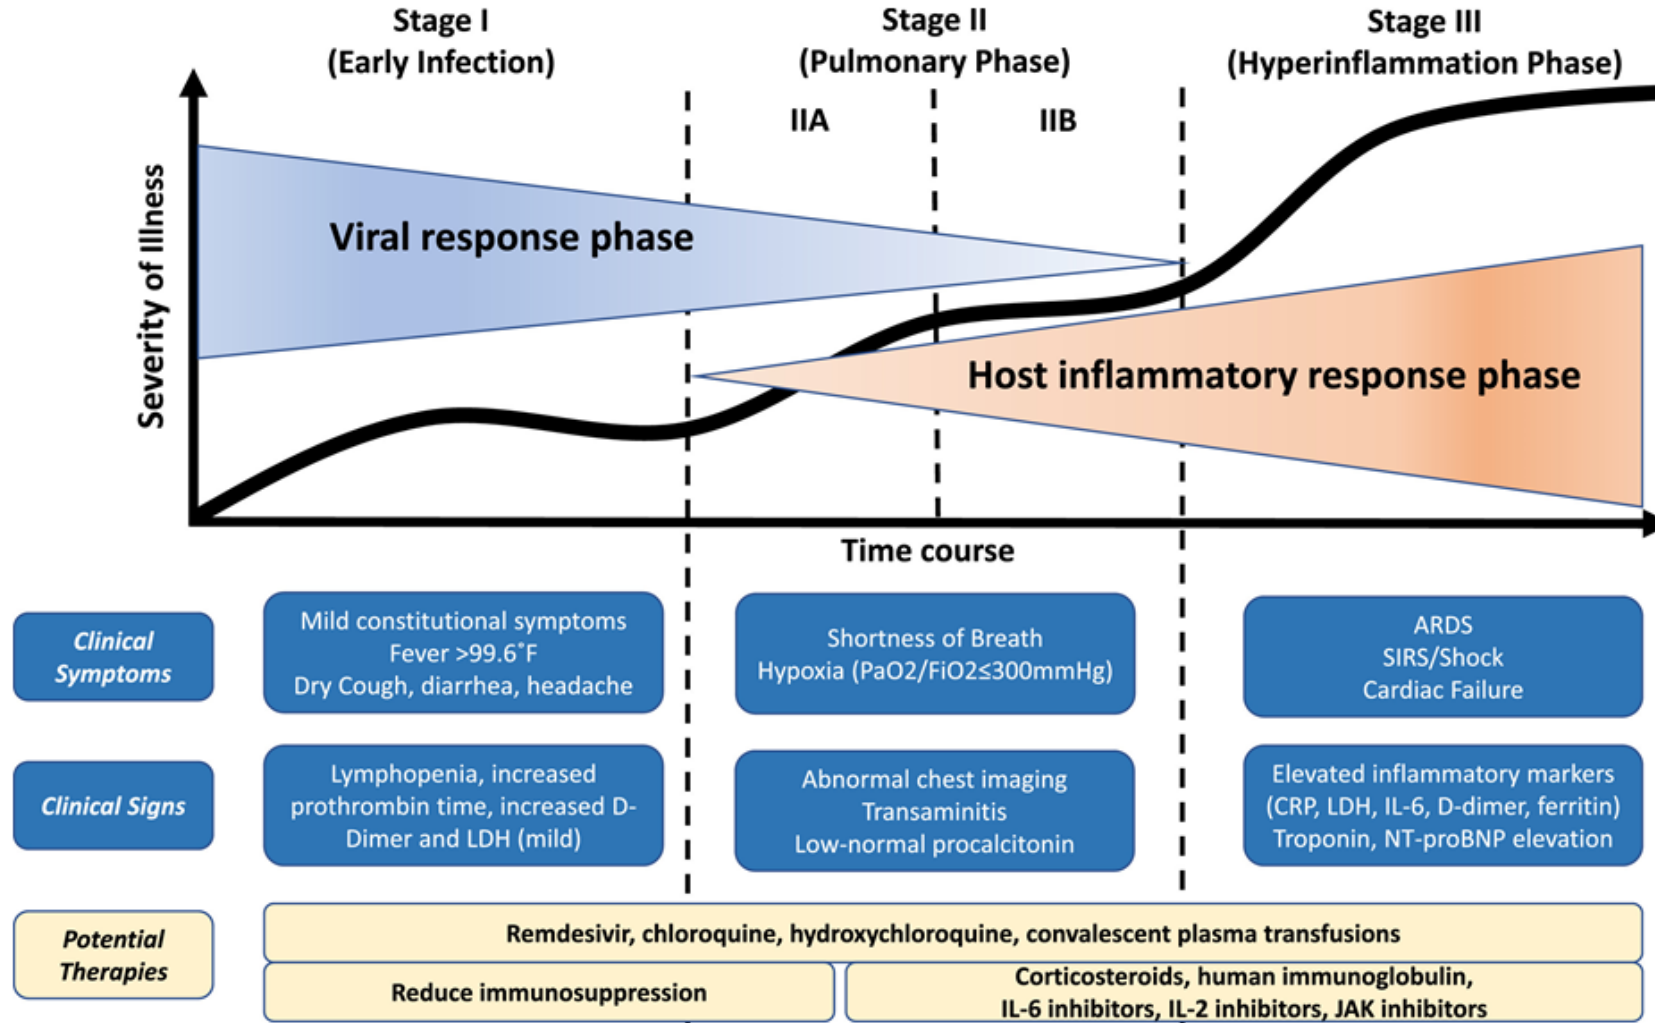 Stage I
(Early Infection)
Stage II
(Pulmonary Phase)
Stage III
(Hyperinflammation Phase)
IIA
IIB
Severity of Illness
Viral response phase
Host inflammatory response phase
Time course
Clinical
Symptoms
Mild constitutional symptoms
Fever >99.6°F
Dry Cough, diarrhea, headache
Shortness of Breath
Hypoxia (PaO2/FiO2≤300mmHg)
ARDS
SIRS/Shock
Cardiac Failure
Clinical Signs
Lymphopenia, increased
prothrombin time, increased D-
Dimer and LDH (mild)
Abnormal chest imaging
Transaminitis
Low-normal procalcitonin
Elevated inflammatory markers
(CRP, LDH, IL-6, D-dimer, ferritin)
Troponin, NT-proBNP elevation
Potential
Therapies
Remdesivir, chloroquine, hydroxychloroquine, convalescent plasma transfusions
Reduce immunosuppression
Corticosteroids, human immunoglobulin,
IL-6 inhibitors, IL-2 inhibitors, JAK inhibitors